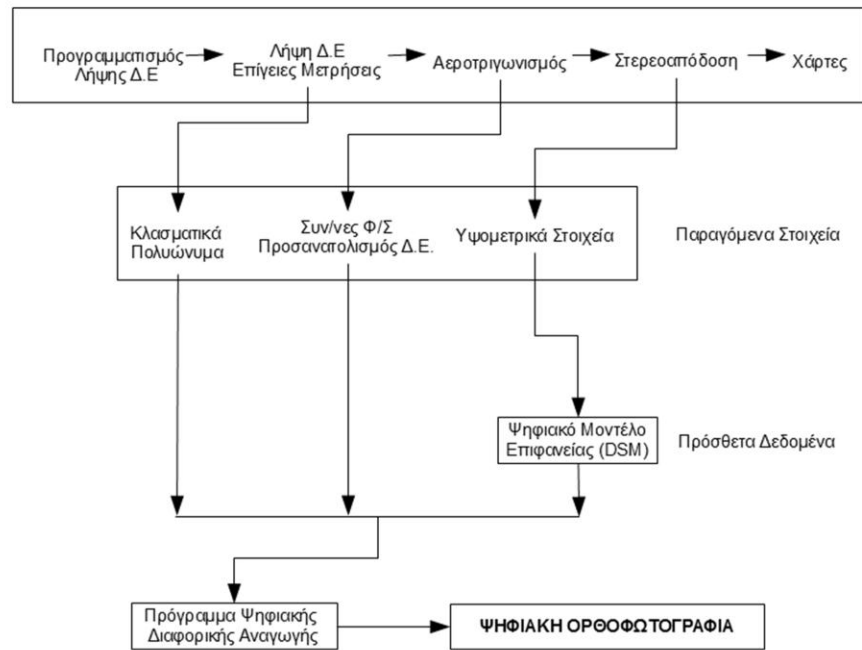 Προγραμματισμός
Λήψης Δ.Ε
Λήψη Δ.Ε
Επίγειες Μετρήσεις
Αεροτριγωνισμός
Στερεοαπόδοση
Χάρτες
Κλασματικά
Πολυώνυμα
Συν/νες Φ/Σ
Προσανατολισμός Δ.Ε.
Υψομετρικά Στοιχεία
Παραγόμενα Στοιχεία
Ψηφιακό Μοντέλο
Επιφανείας (DSM)
Πρόσθετα Δεδομένα
Πρόγραμμα Ψηφιακής
Διαφορικής Αναγωγής
ΨΗΦΙΑΚΗ ΟΡΘΟΦΩΤΟΓΡΑΦΙΑ